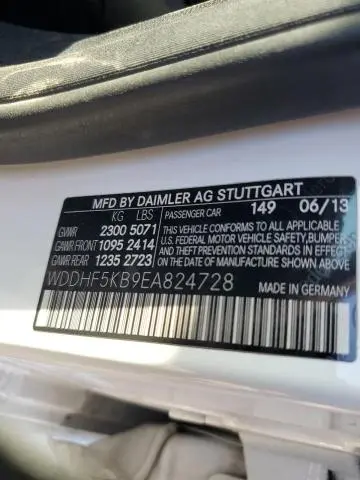 MFD BY DAIMLER AG STUTTGART
KG LBS PASSENGER CAR 149 06/13
GVWR 2300 5071
GAWR FRONT 1095 2414
GAWR REAR 1235 2723
THIS VEHICLE CONFORMS TO ALL APPLICABLE
U.S. FEDERAL MOTOR VEHICLE SAFETY, BUMPER
AND THEFT PREVENTION STANDARDS IN EFFECT
ON THE DATE OF MANUFACTURE SHOWN ABOVE.
WDDHF5KB9EA824728 MADE IN GERMANY